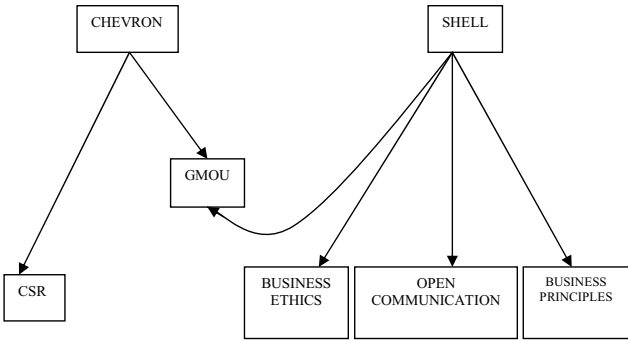 CHEVRON
SHELL
GMOU
CSR
BUSINESS
ETHICS
OPEN
COMMUNICATION
BUSINESS
PRINCIPLES